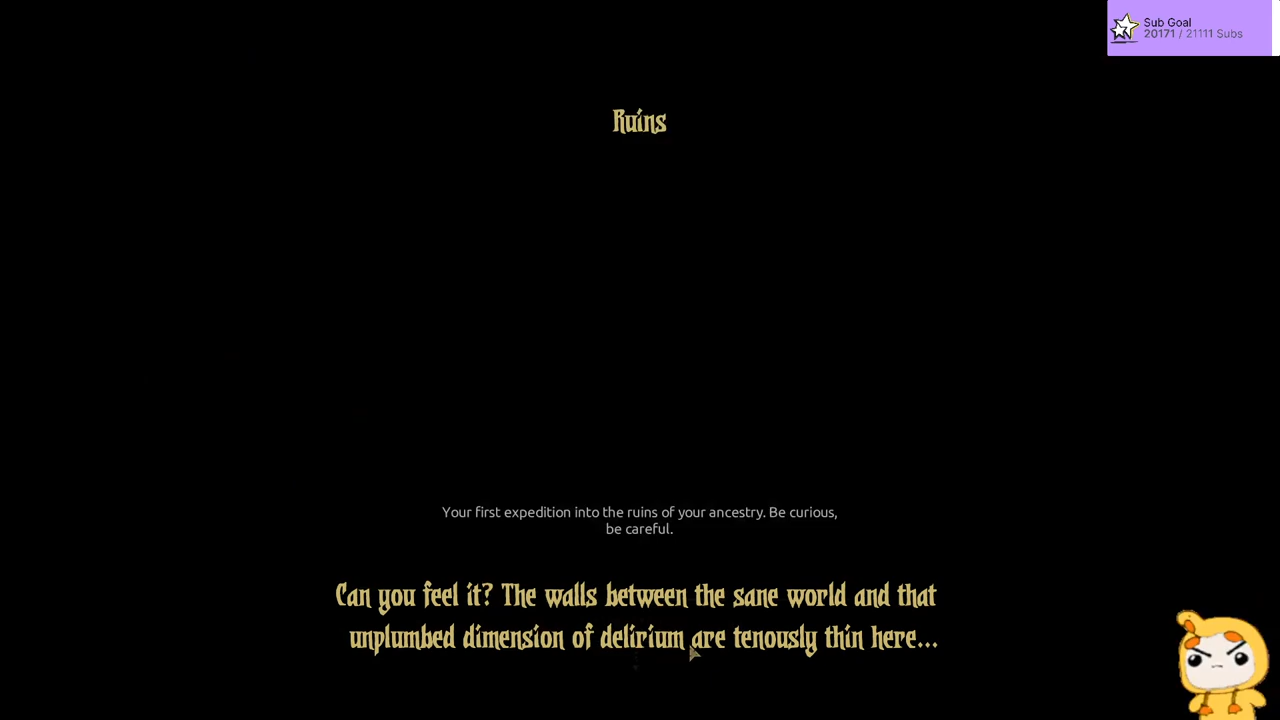 Sub Goal
20171 / 21111 Subs
Ruins
Your first expedition into the ruins of your ancestry. Be curious,
be careful.
Can you feel it? The walls between the sane world and that
unplumbed dimension of delirium are tenously thin here...